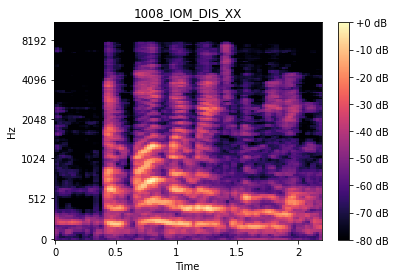 1008_IOM_DIS_XX
Hz
8192
4096
2048
1024
512
0
0
0.5
1
1.5
2
Time
+0 dB
-10 dB
-20 dB
-30 dB
-40 dB
-50 dB
-60 dB
-70 dB
-80 dB